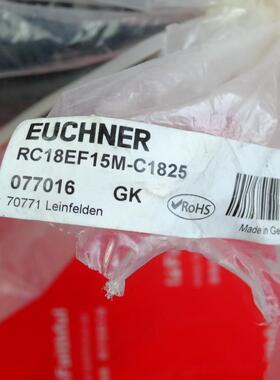 EUCHNER
RC18EF15M-C1825
077016 GK
RoHS
70771 Leinfelden
Made in Ge